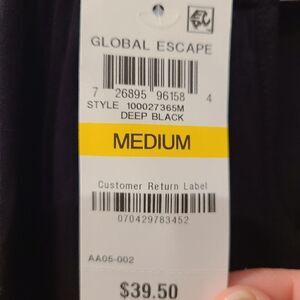 GLOBAL ESCAPE
7 26895 96158 4
STYLE 100027365M
DEEP BLACK
MEDIUM
Customer Return Label
070429783452
AA05-002
$39.50